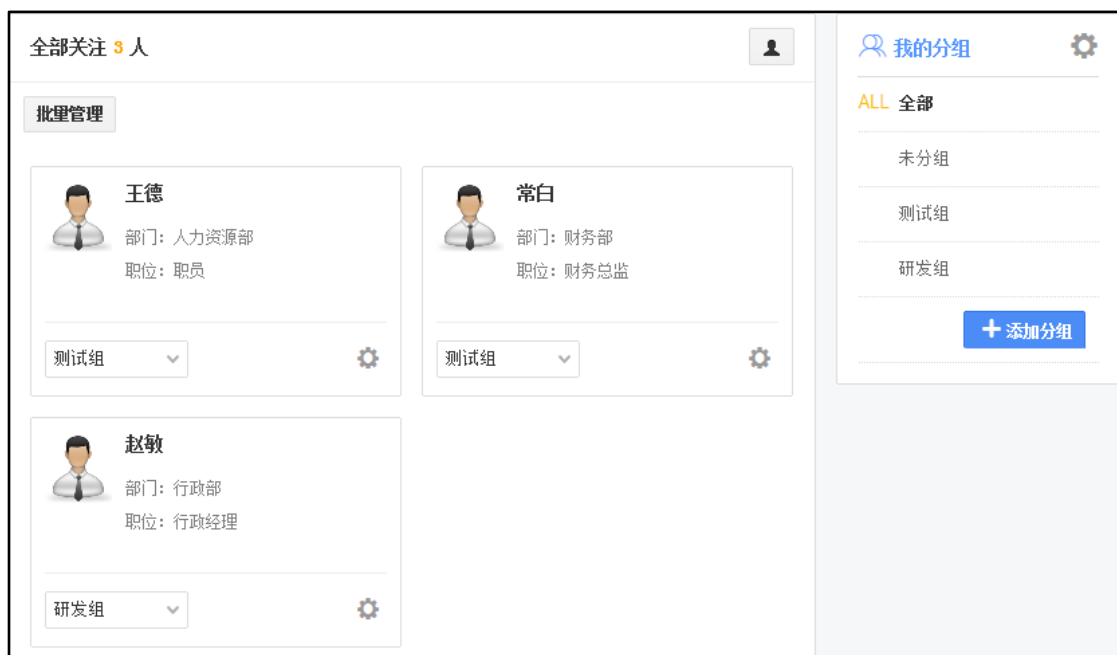 全部关注 3 人
批量管理
王德
部门：人力资源部
职位：职员
测试组
常白
部门：财务部
职位：财务总监
测试组
赵敏
部门：行政部
职位：行政经理
研发组
我的分组
ALL 全部
未分组
测试组
研发组
添加分组